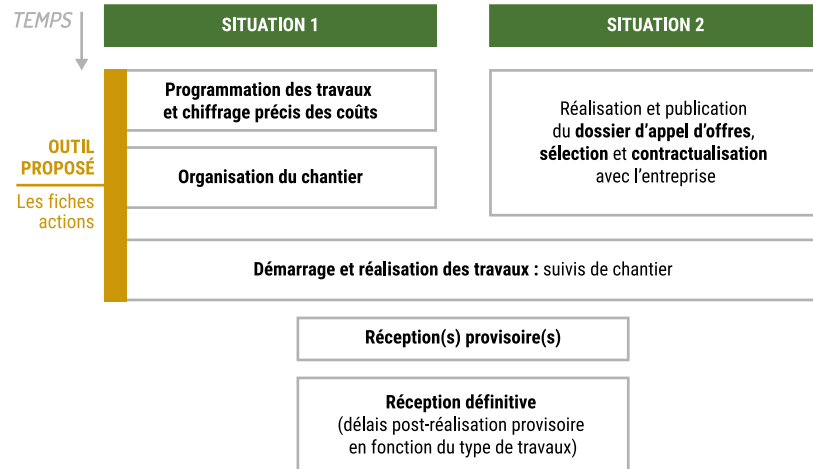 TEMPS
SITUATION 1
SITUATION 2
Programmation des travaux
et chiffrage précis des coûts
Réalisation et publication
du dossier d'appel d'offres,
sélection et contractualisation
avec l'entreprise
OUTIL
PROPOSÉ
Les fiches
actions
Organisation du chantier
Démarrage et réalisation des travaux : suivis de chantier
Réception(s) provisoire(s)
Réception définitive
(délais post-réalisation provisoire
en fonction du type de travaux)